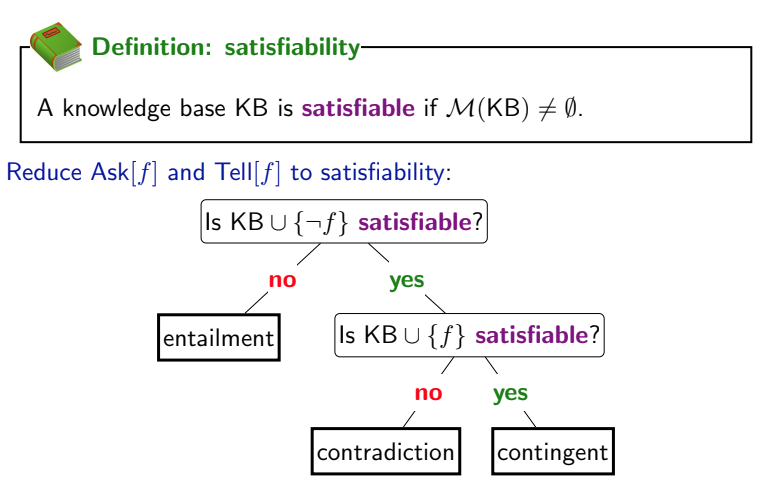 Definition: satisfiability
A knowledge base KB is satisfiable if ℳ(KB) ≠ ∅.
Reduce Ask[f] and Tell[f] to satisfiability:
Is KB ∪ {¬f} satisfiable?
no yes
entailment
Is KB ∪ {f} satisfiable?
no yes
contradiction contingent